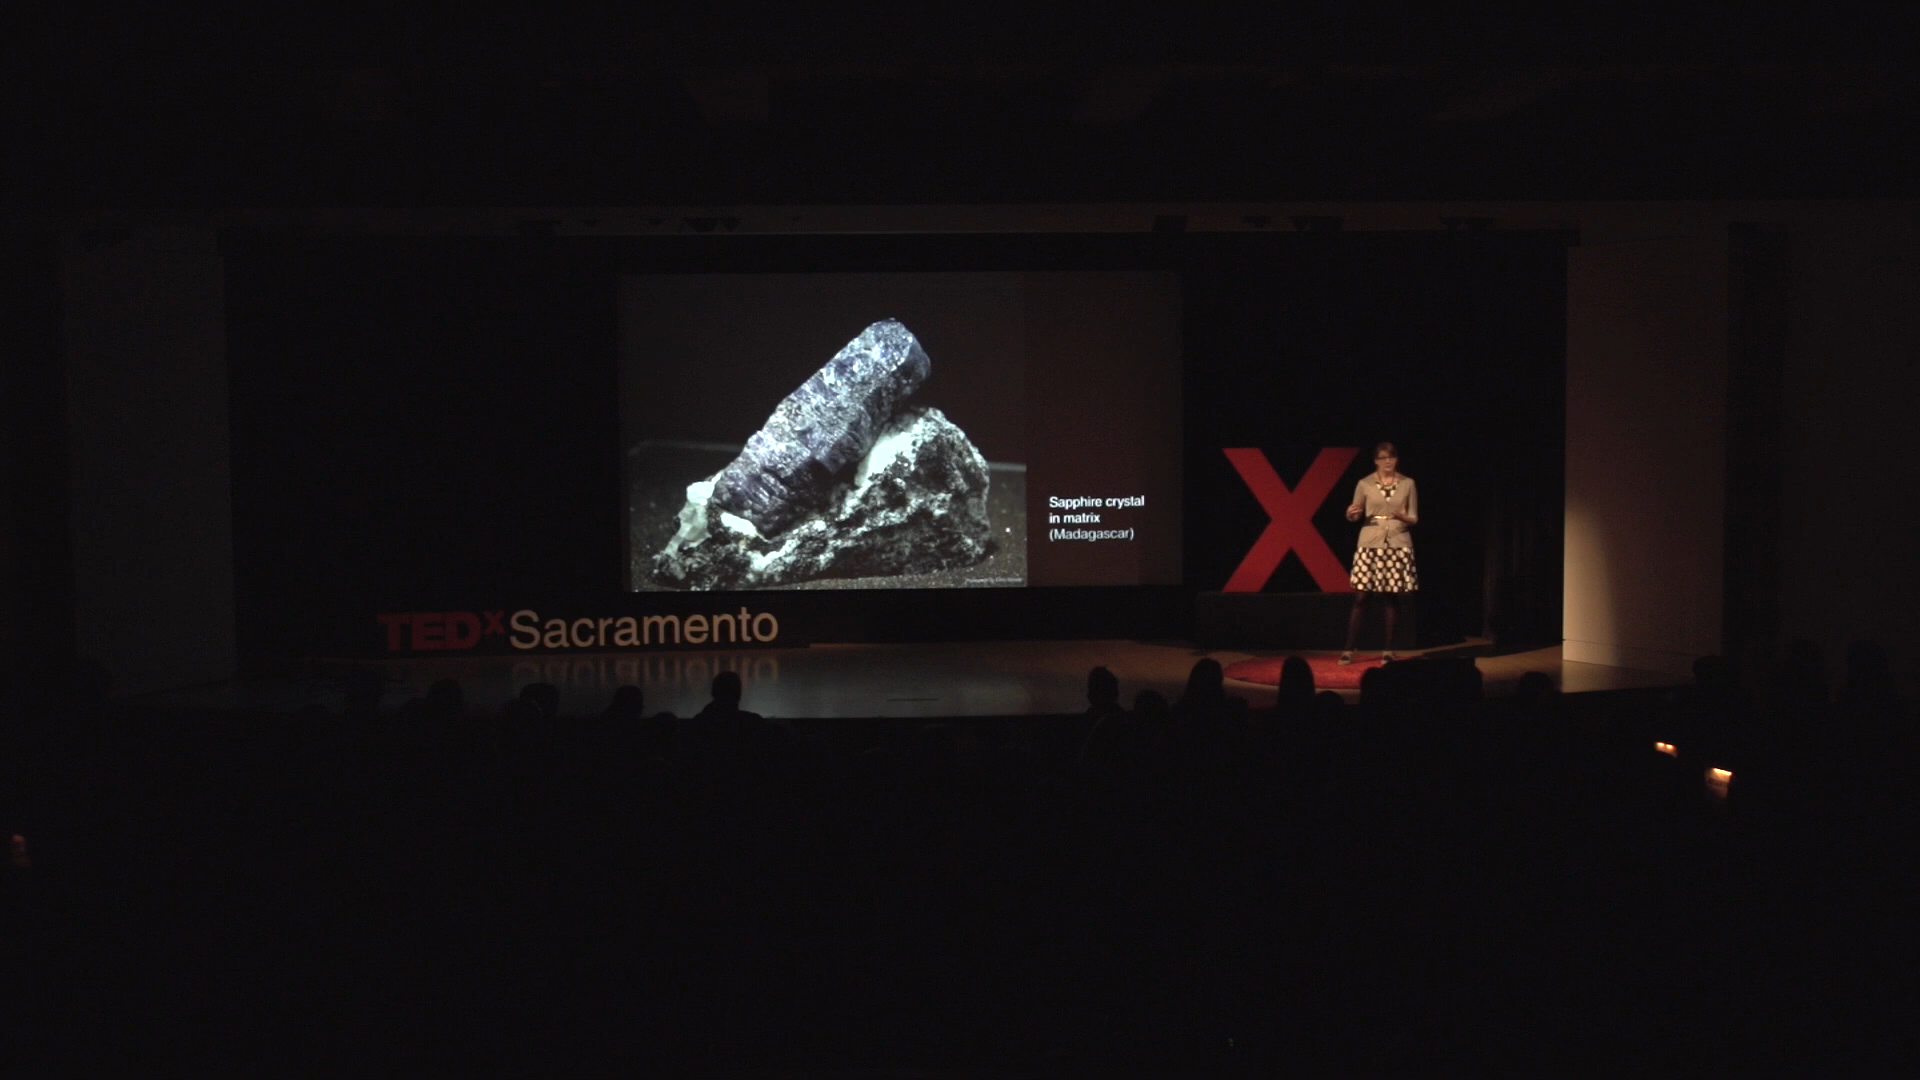 Sapphire crystal
in matrix
(Madagascar)
X
TEDxSacramento